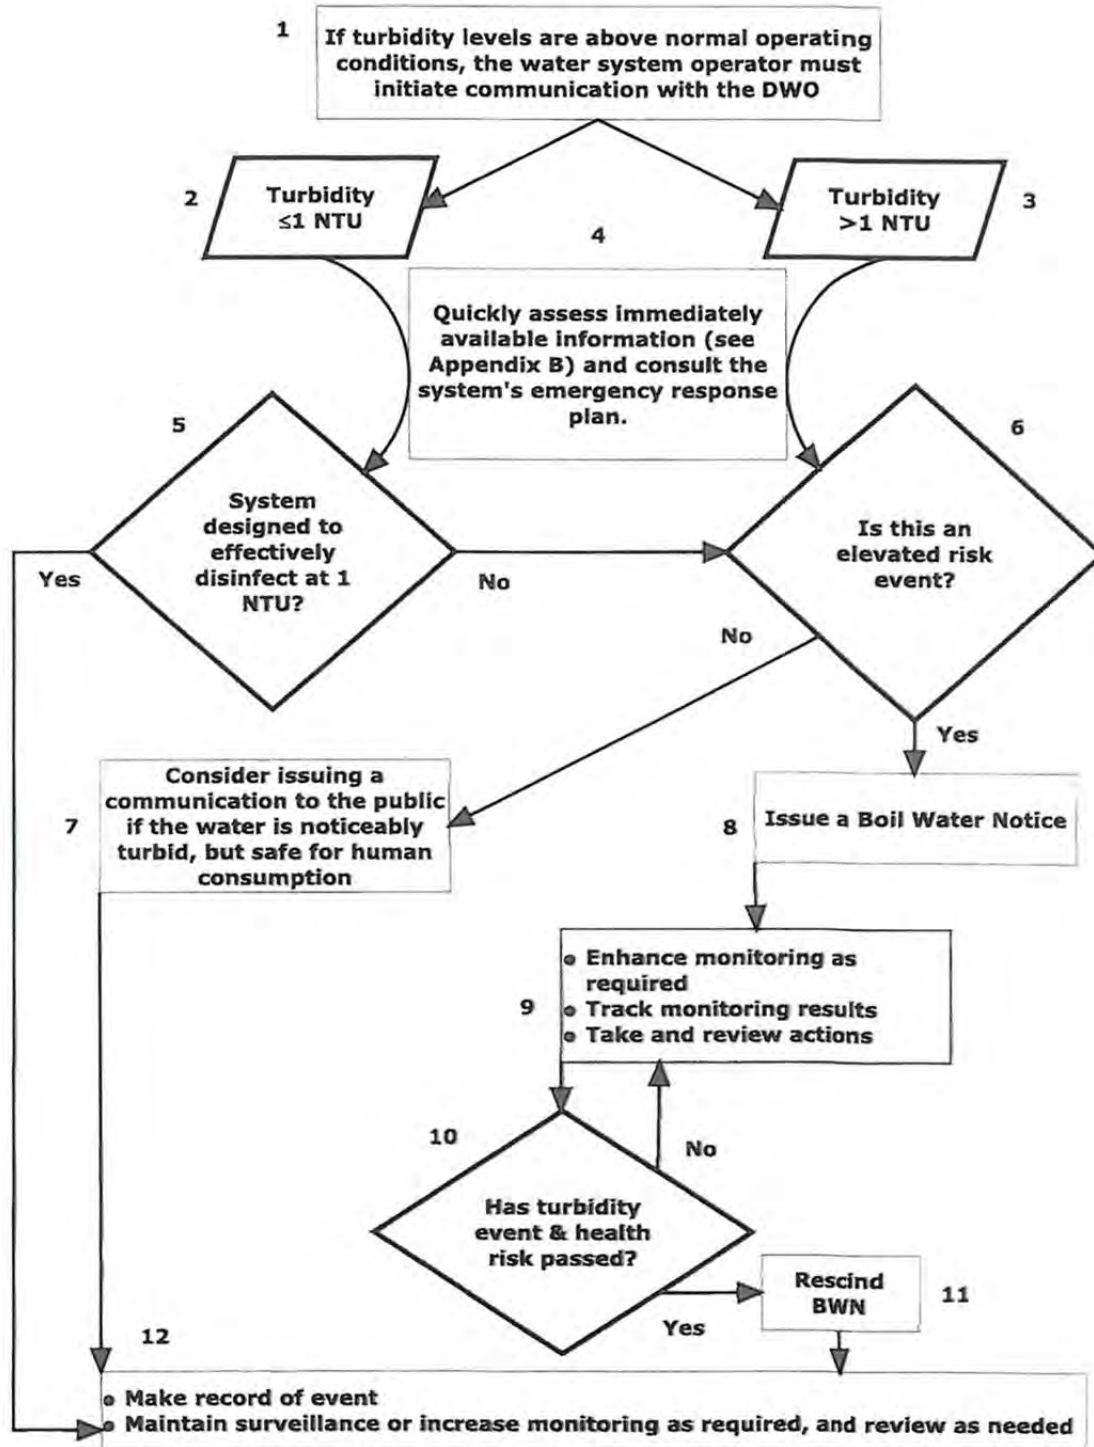 1
If turbidity levels are above normal operating
conditions, the water system operator must
initiate communication with the DWO
2
Turbidity
≤1 NTU
Turbidity
>1 NTU
3
4
Quickly assess immediately
available information (see
Appendix B) and consult the
system's emergency response
plan.
5
System
designed to
effectively
disinfect at 1
NTU?
Yes
No
6
Is this an
elevated risk
event?
No
Yes
7
Consider issuing a
communication to the public
if the water is noticeably
turbid, but safe for human
consumption
8
Issue a Boil Water Notice
9
● Enhance monitoring as
required
● Track monitoring results
● Take and review actions
10
Has turbidity
event & health
risk passed?
No
Yes
Rescind
BWN
11
12
● Make record of event
● Maintain surveillance or increase monitoring as required, and review as needed